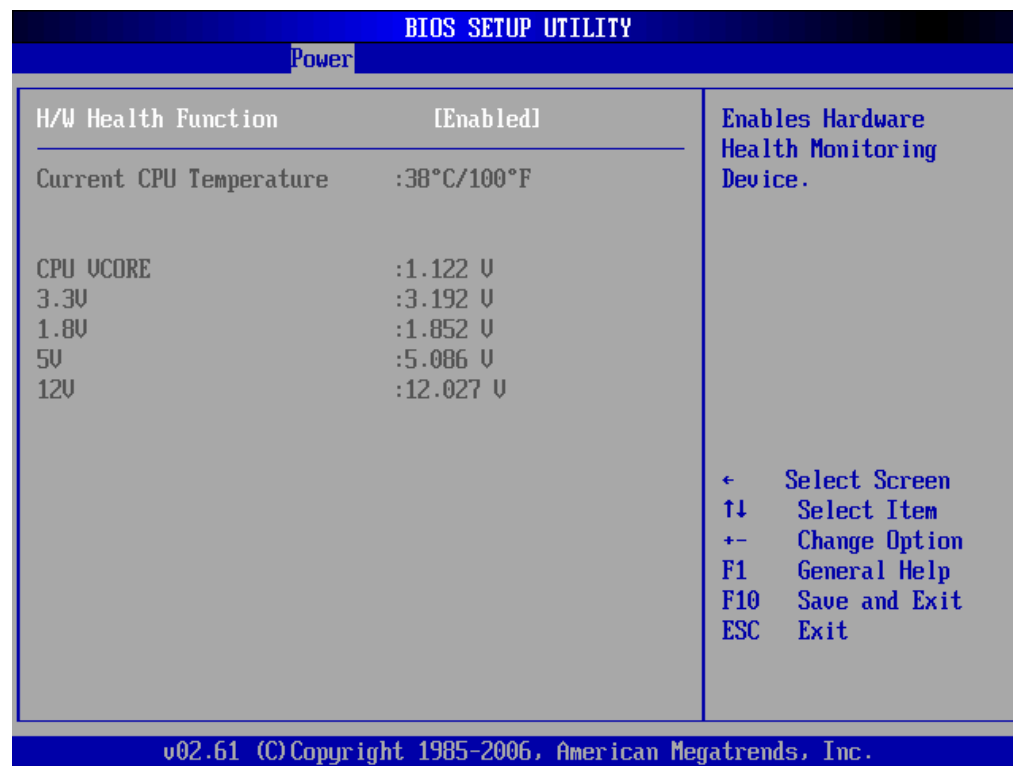 BIOS SETUP UTILITY
Power
H/W Health Function [Enabled]
Current CPU Temperature :38°C/100°F
CPU VCORE :1.122 V
3.3V :3.192 V
1.8V :1.852 V
5V :5.086 V
12V :12.027 V
Enables Hardware
Health Monitoring
Device.
← Select Screen
↑↓ Select Item
+- Change Option
F1 General Help
F10 Save and Exit
ESC Exit
v02.61 (C)Copyright 1985-2006, American Megatrends, Inc.